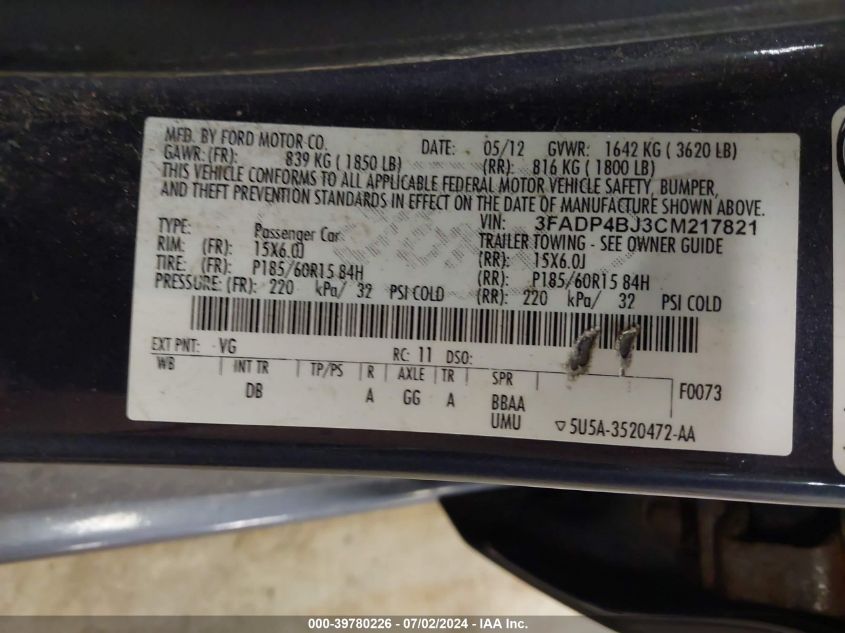 MFD. BY FORD MOTOR CO. DATE: 05/12 GVWR: 1642 KG ( 3620 LB)
GAWR: (FR): 839 KG ( 1850 LB) (RR): 816 KG ( 1800 LB)
THIS VEHICLE CONFORMS TO ALL APPLICABLE FEDERAL MOTOR VEHICLE SAFETY, BUMPER,
AND THEFT PREVENTION STANDARDS IN EFFECT ON THE DATE OF MANUFACTURE SHOWN ABOVE.
VIN: 3FADP4BJ3CM217821
TYPE: Passenger Car TRAILER TOWING - SEE OWNER GUIDE
RIM: (FR): 15X6.0J (RR): 15X6.0J
TIRE: (FR): P185/60R15 84H (RR): P185/60R15 84H
PRESSURE: (FR): 220 kPa/ 32 PSI COLD (RR): 220 kPa/ 32 PSI COLD
EXT PNT: VG RC: 11 DSO:
WB INT TR TP/PS R AXLE TR SPR
DB A GG A BBAA F0073
UMU ▽5U5A-3520472-AA
000-39780226 - 07/02/2024 - IAA Inc.